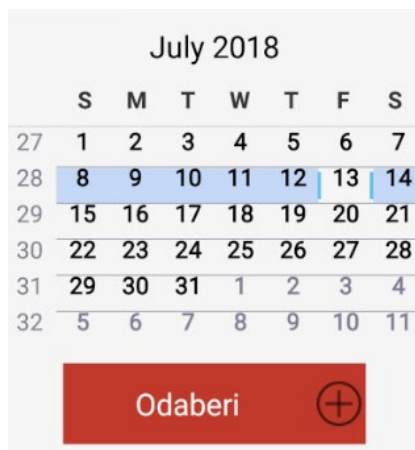 July 2018
S M T W T F S
27 1 2 3 4 5 6 7
28 8 9 10 11 12 13 14
29 15 16 17 18 19 20 21
30 22 23 24 25 26 27 28
31 29 30 31 1 2 3 4
32 5 6 7 8 9 10 11
Odaberi